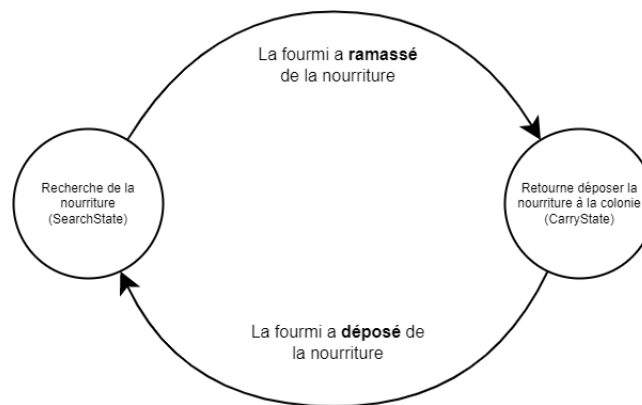 La fourmi a ramassé
de la nourriture
Recherche de la
nourriture
(SearchState)
Retourne déposer la
nourriture à la colonie
(CarryState)
La fourmi a déposé de
la nourriture